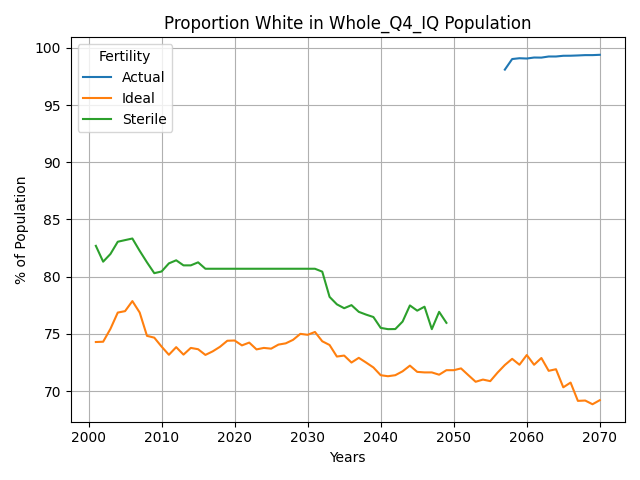 Proportion White in Whole_Q4_IQ Population
Fertility
Actual
Ideal
Sterile
% of Population
100
95
90
85
80
75
70
2000
2010
2020
2030
2040
2050
2060
2070
Years